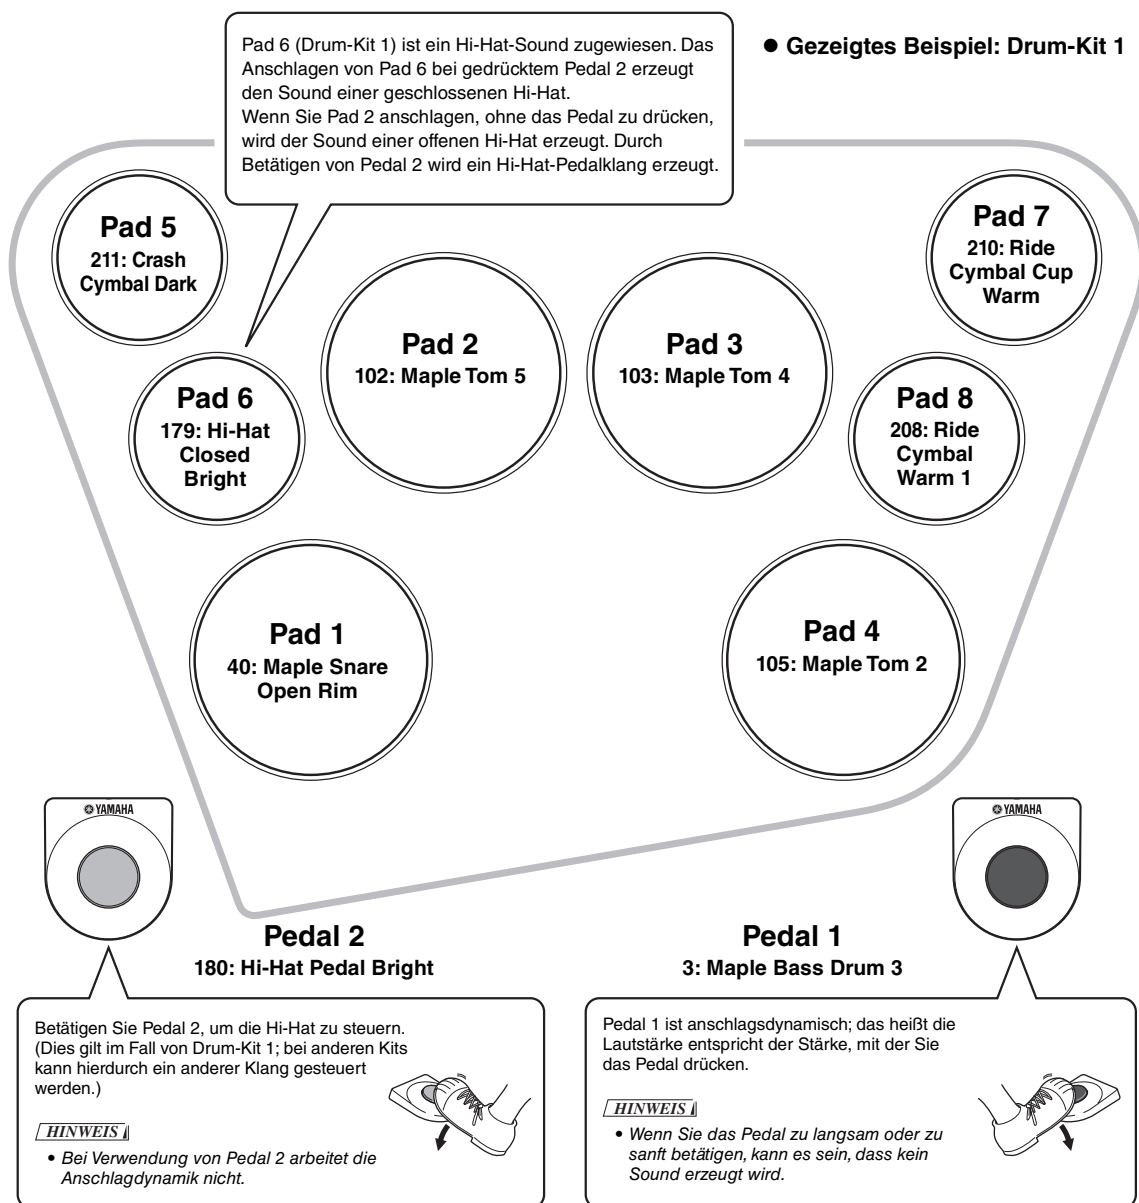 Pad 6 (Drum-Kit 1) ist ein Hi-Hat-Sound zugewiesen. Das
Anschlagen von Pad 6 bei gedrücktem Pedal 2 erzeugt
den Sound einer geschlossenen Hi-Hat.
Wenn Sie Pad 2 anschlagen, ohne das Pedal zu drücken,
wird der Sound einer offenen Hi-Hat erzeugt. Durch
Betätigen von Pedal 2 wird ein Hi-Hat-Pedalklang erzeugt.
● Gezeigtes Beispiel: Drum-Kit 1
Pad 5
211: Crash
Cymbal Dark
Pad 7
210: Ride
Cymbal Cup
Warm
Pad 2
102: Maple Tom 5
Pad 3
103: Maple Tom 4
Pad 6
179: Hi-Hat
Closed
Bright
Pad 8
208: Ride
Cymbal
Warm 1
Pad 1
40: Maple Snare
Open Rim
Pad 4
105: Maple Tom 2
YAMAHA
YAMAHA
Pedal 2
180: Hi-Hat Pedal Bright
Pedal 1
3: Maple Bass Drum 3
Betätigen Sie Pedal 2, um die Hi-Hat zu steuern.
(Dies gilt im Fall von Drum-Kit 1; bei anderen Kits
kann hierdurch ein anderer Klang gesteuert
werden.)
HINWEIS
• Bei Verwendung von Pedal 2 arbeitet die
Anschlagdynamik nicht.
Pedal 1 ist anschlagsdynamisch; das heißt die
Lautstärke entspricht der Stärke, mit der Sie
das Pedal drücken.
HINWEIS
• Wenn Sie das Pedal zu langsam oder zu
sanft betätigen, kann es sein, dass kein
Sound erzeugt wird.